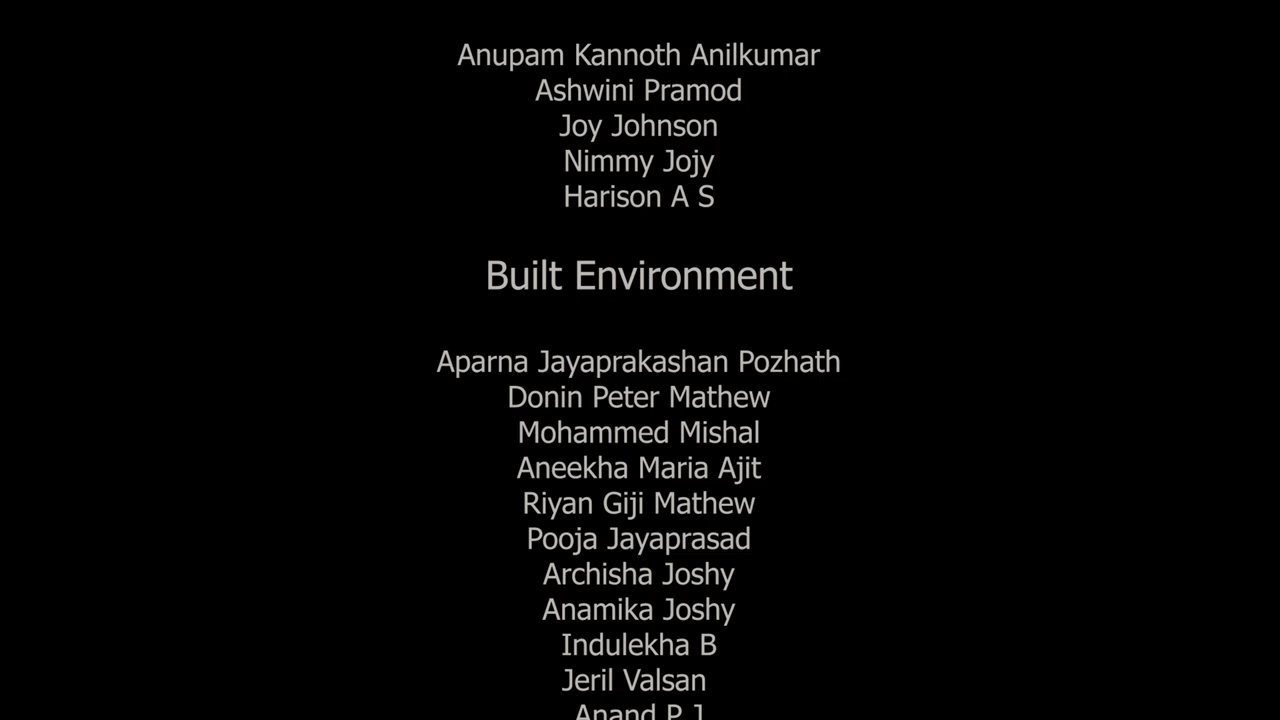 Anupam Kannoth Anilkumar
Ashwini Pramod
Joy Johnson
Nimmy Jojy
Harison A S
Built Environment
Aparna Jayaprakashan Pozhath
Donin Peter Mathew
Mohammed Mishal
Aneekha Maria Ajit
Riyan Giji Mathew
Pooja Jayaprasad
Archisha Joshy
Anamika Joshy
Indulekha B
Jeril Valsan
Anand P